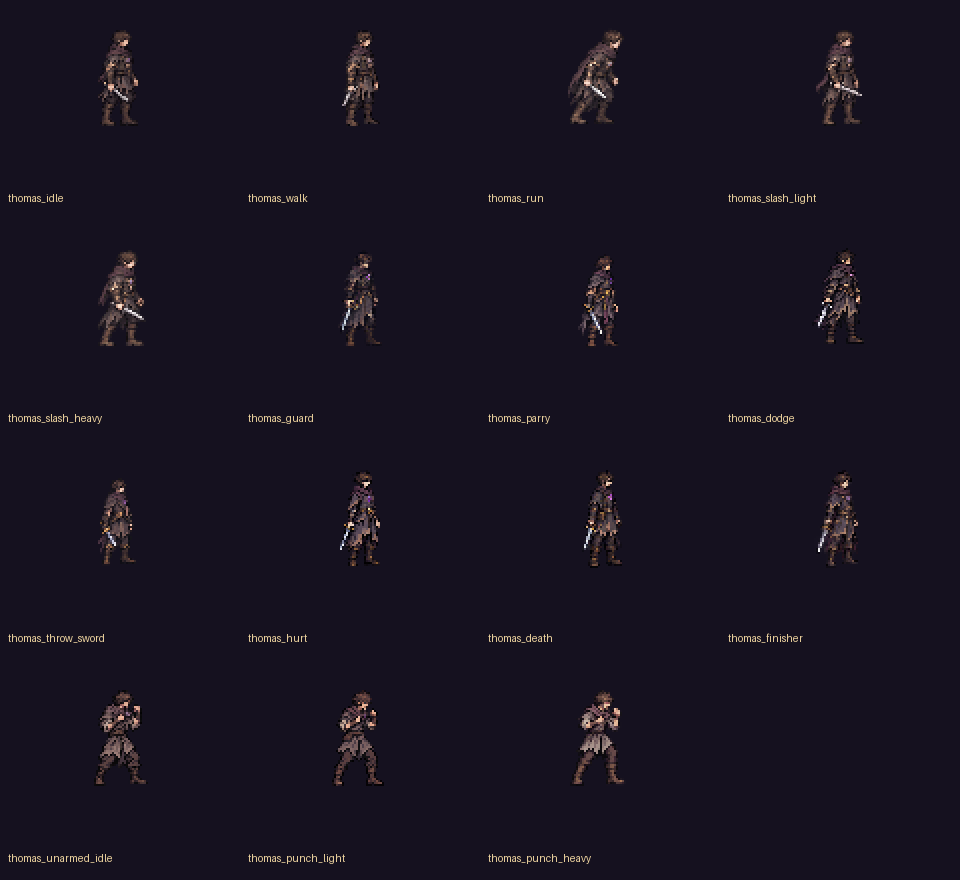 thomas_idle
thomas_walk
thomas_run
thomas_slash_light
thomas_slash_heavy
thomas_guard
thomas_parry
thomas_dodge
thomas_throw_sword
thomas_hurt
thomas_death
thomas_finisher
thomas_unarmed_idle
thomas_punch_light
thomas_punch_heavy